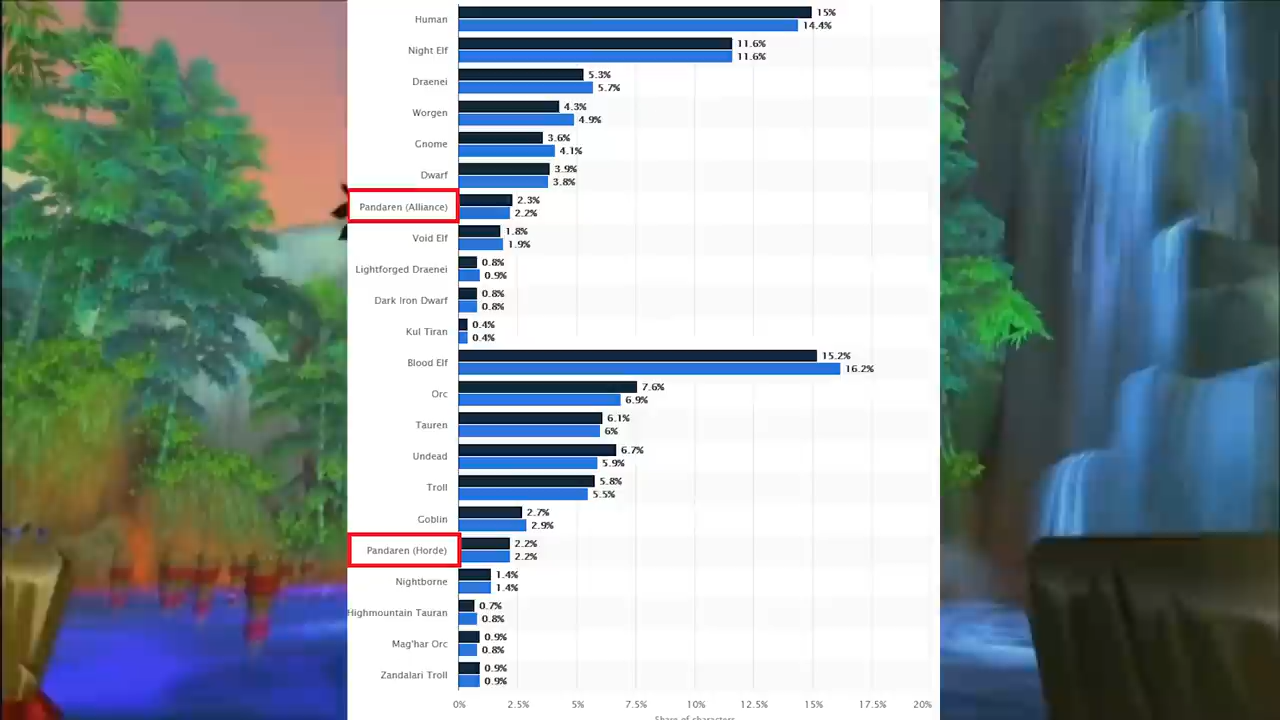 Human 15%
14.4%
Night Elf 11.6%
11.6%
Draenei 5.3%
5.7%
Worgen 4.3%
4.9%
Gnome 3.6%
4.1%
Dwarf 3.9%
3.8%
Pandaren (Alliance) 2.3%
2.2%
Void Elf 1.8%
1.9%
Lightforged Draenei 0.8%
0.9%
Dark Iron Dwarf 0.8%
0.8%
Kul Tiran 0.4%
0.4%
Blood Elf 15.2%
16.2%
Orc 7.6%
6.9%
Tauren 6.1%
6%
Undead 6.7%
5.9%
Troll 5.8%
5.5%
Goblin 2.7%
2.9%
Pandaren (Horde) 2.2%
2.2%
Nightborne 1.4%
1.4%
Highmountain Tauran 0.7%
0.8%
Mag'har Orc 0.9%
0.8%
Zandalari Troll 0.9%
0.9%
0% 2.5% 5% 7.5% 10% 12.5% 15% 17.5% 20%
Share of characters